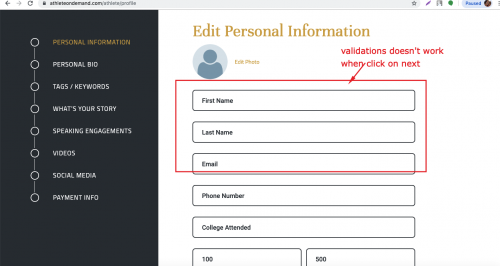 athleteondemand.com/athlete/profile
Paused
Edit Personal Information
PERSONAL INFORMATION
PERSONAL BIO
TAGS / KEYWORDS
WHAT'S YOUR STORY
SPEAKING ENGAGEMENTS
VIDEOS
SOCIAL MEDIA
PAYMENT INFO
Edit Photo
validations doesn't work
when click on next
First Name
Last Name
Email
Phone Number
College Attended
100 500